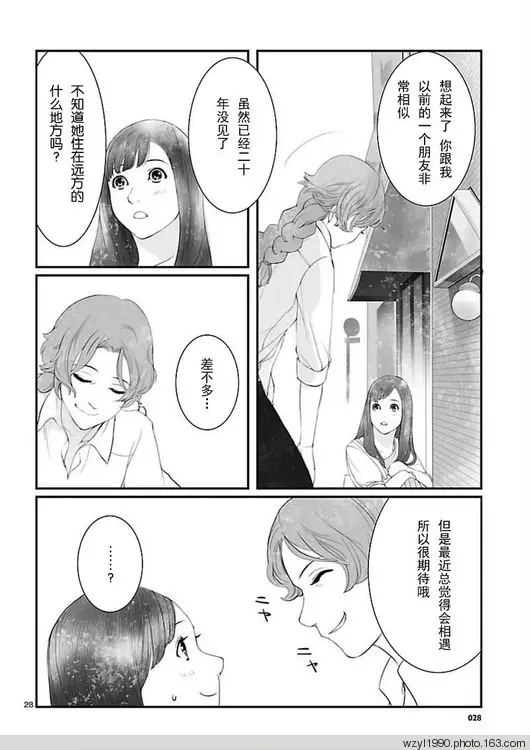 想起来了 你跟我
以前的一个朋友非
常相似
虽然已经二十
年没见了
不知道她住在远方的
什么地方吗？
差不多…
但是最近总觉得会相遇
所以很期待哦
ニヤ
ニヤ
……？
28
028
wzyl1990.photo.163.com